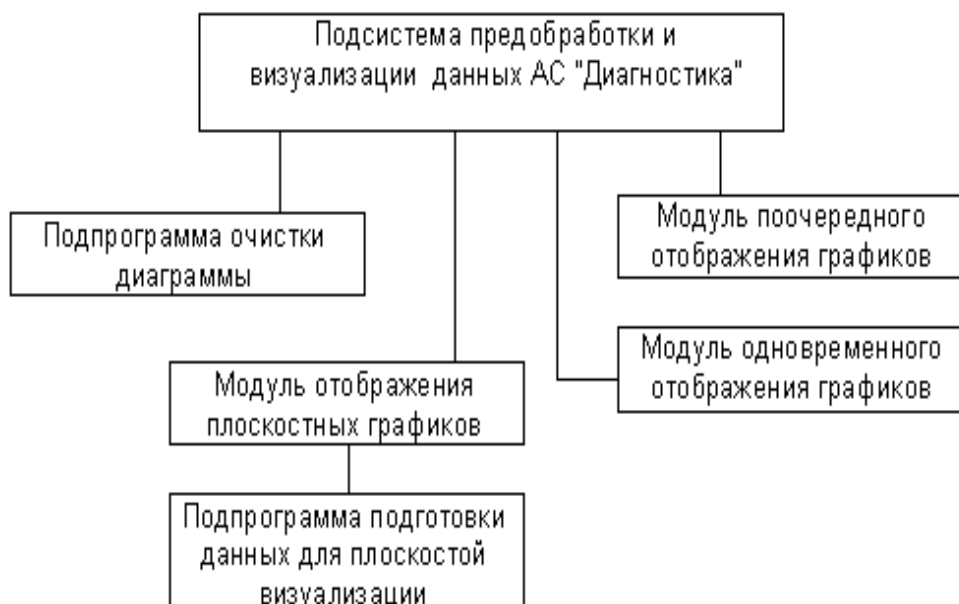 Подсистема предобработки и
визуализации данных АС "Диагностика"
Подпрограмма очистки
диаграммы
Модуль поочередного
отображения графиков
Модуль одновременного
отображения графиков
Модуль отображения
плоскостных графиков
Подпрограмма подготовки
данных для плоскостой
визуализации